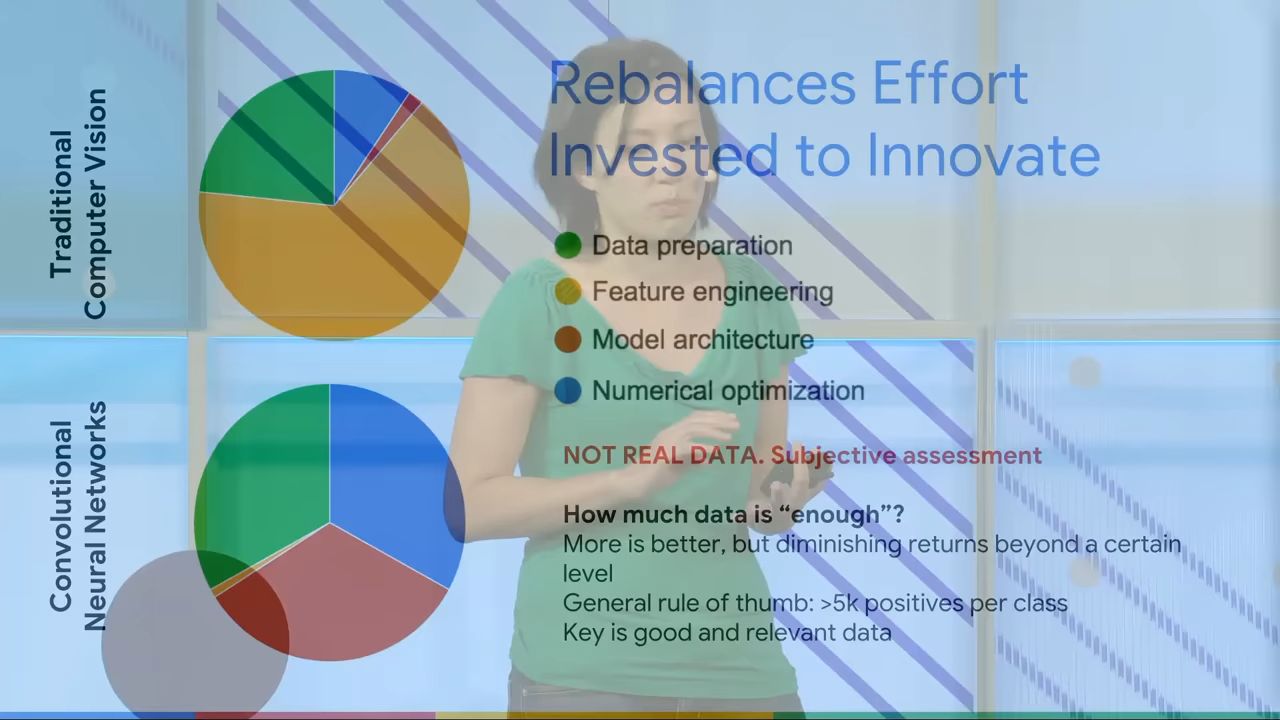 Traditional
Computer Vision
Rebalances Effort
Invested to Innovate
Data preparation
Feature engineering
Model architecture
Numerical optimization
NOT REAL DATA. Subjective assessment
Convolutional
Neural Networks
How much data is “enough”?
More is better, but diminishing returns beyond a certain
level
General rule of thumb: >5k positives per class
Key is good and relevant data